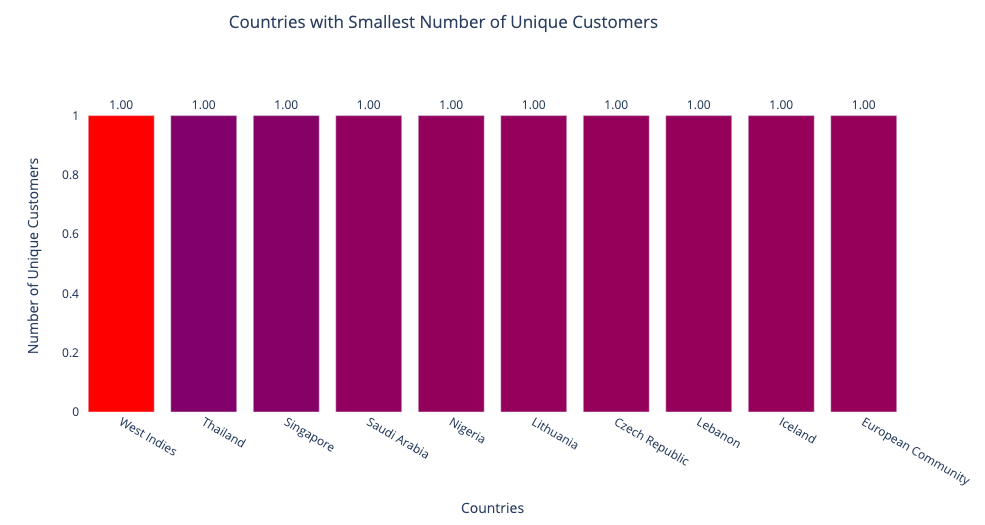 Countries with Smallest Number of Unique Customers
1.00 1.00 1.00 1.00 1.00 1.00 1.00 1.00 1.00 1.00
1
0.8
0.6
0.4
0.2
0
Number of Unique Customers
West Indies
Thailand
Singapore
Saudi Arabia
Nigeria
Lithuania
Czech Republic
Lebanon
Iceland
European Community
Countries